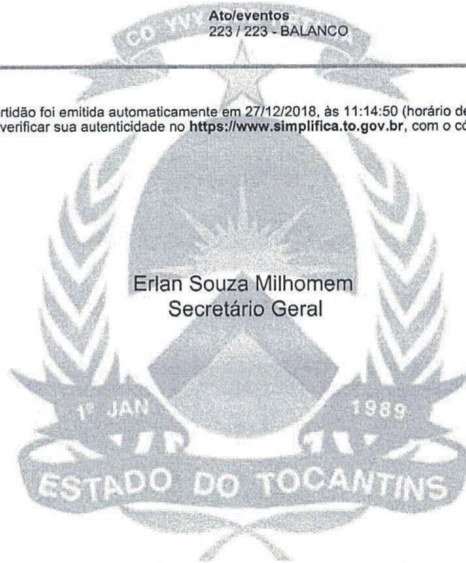 Ato/eventos
223 / 223 - BALANCO
CO YVY
rtidão foi emitida automaticamente em 27/12/2018, às 11:14:50 (horário de
verificar sua autenticidade no https://www.simplifica.to.gov.br, com o có
Erlan Souza Milhomem
Secretário Geral
1º JAN 1989
ESTADO DO TOCANTINS